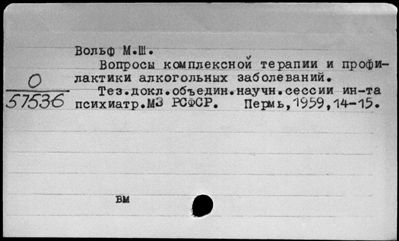 Вольф М.Ш.
Вопросы комплексной терапии и профи-
лактики алкогольных заболеваний.
О
57536
Тез.докл.объедин.научн.сессии ин-та
психиатр.МЗ РСФСР. Пермь,1959,14-15.
вм